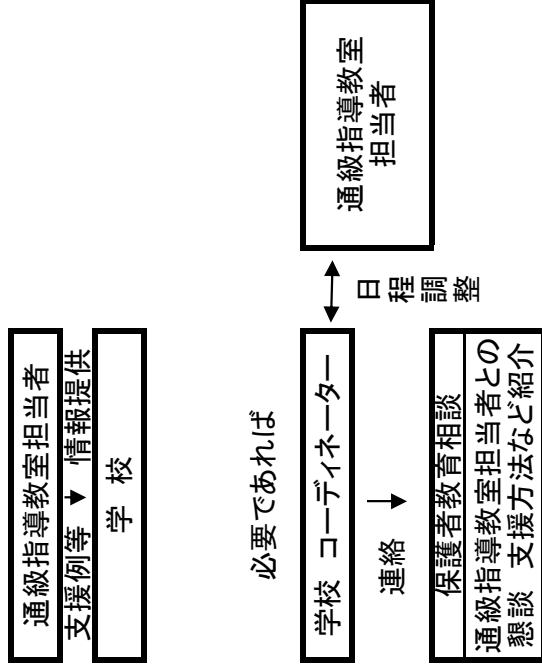 通級指導教室担当者
支援例等 情報提供
学 校
必要であれば
学校 コーディネーター
日程調整
通級指導教室
担当者
連絡
保護者教育相談
通級指導教室担当者との
懇談 支援方法など紹介